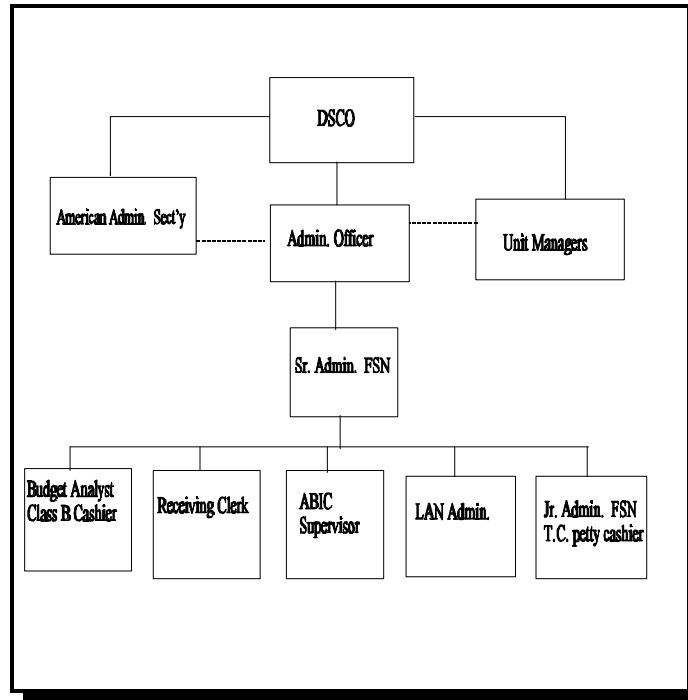 DSCO
American Admin. Sect'y
Admin. Officer
Unit Managers
Sr. Admin. FSN
Budget Analyst
Class B Cashier
Receiving Clerk
ABIC
Supervisor
LAN Admin.
Jr. Admin. FSN
T.C. petty cashier